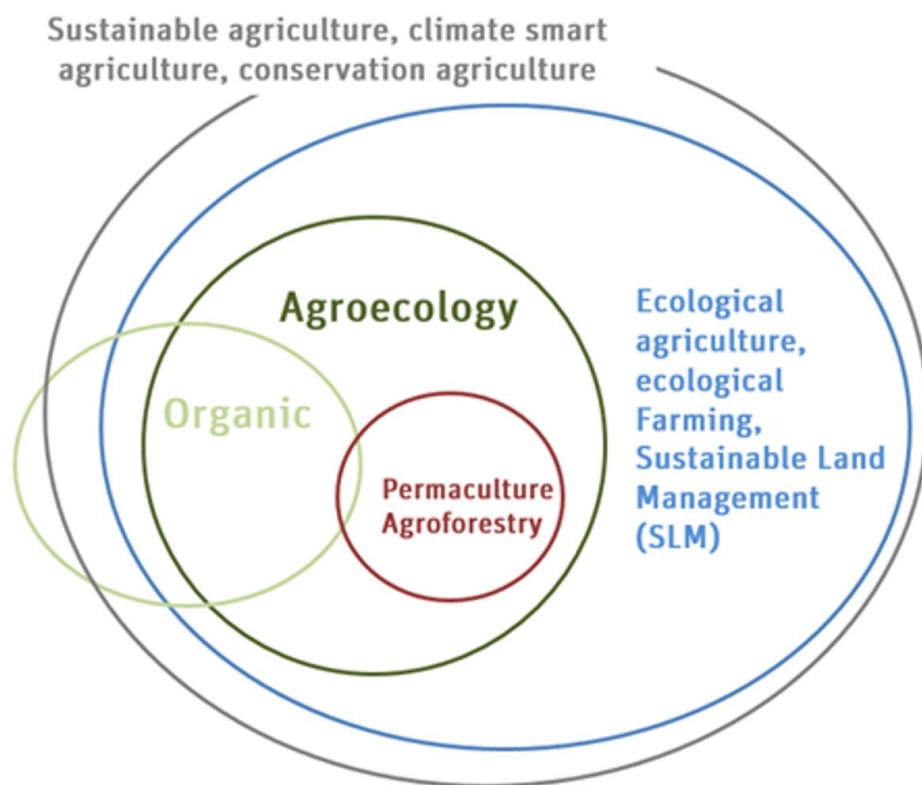 Sustainable agriculture, climate smart
agriculture, conservation agriculture
Agroecology
Ecological
agriculture,
ecological
Farming,
Sustainable Land
Management
(SLM)
Organic
Permaculture
Agroforestry